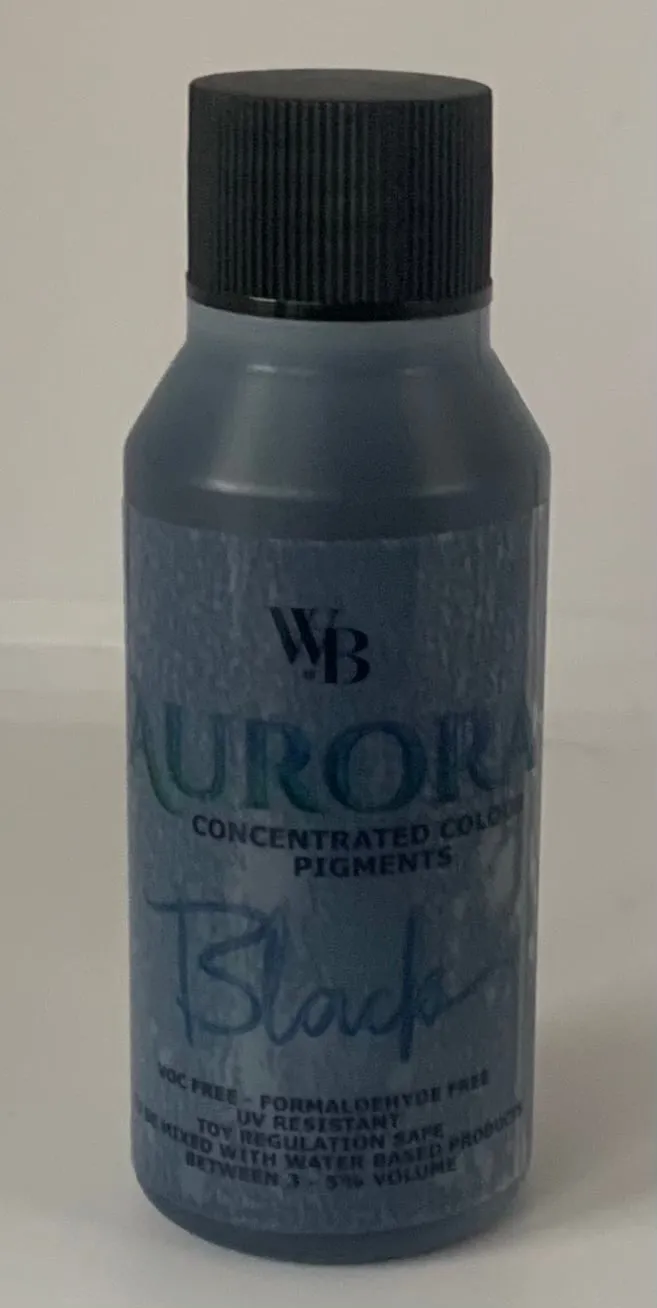 WB
AURORA
CONCENTRATED COLOUR
PIGMENTS
Black
VOC FREE - FORMALDEHYDE FREE
UV RESISTANT
TOY REGULATION SAFE
BE MIXED WITH WATER BASED PRODUCTS
BETWEEN 3 - 5% VOLUME